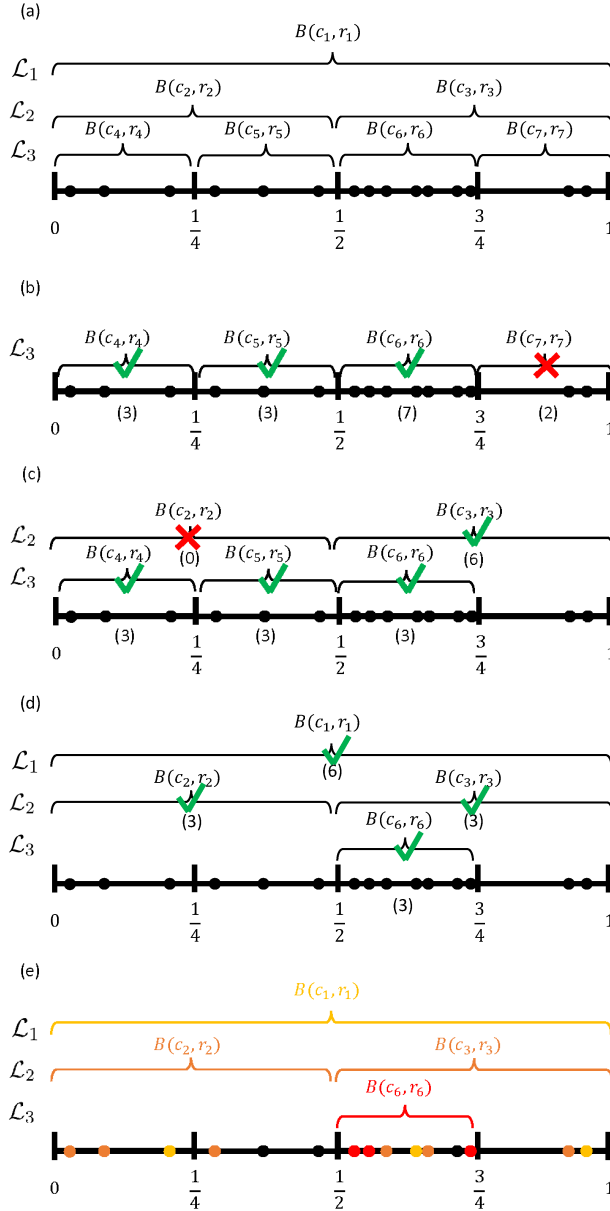 (a)
B(c₁, r₁)
ℒ₁
B(c₂, r₂) B(c₃, r₃)
ℒ₂
B(c₄, r₄) B(c₅, r₅) B(c₆, r₆) B(c₇, r₇)
ℒ₃
0 1/4 1/2 3/4 1
(b)
B(c₄, r₄) B(c₅, r₅) B(c₆, r₆) B(c₇, r₇)
ℒ₃
(3) (3) (7) (2)
0 1/4 1/2 3/4 1
(c)
B(c₂, r₂) B(c₃, r₃)
ℒ₂
(0) (6)
B(c₄, r₄) B(c₅, r₅) B(c₆, r₆)
ℒ₃
(3) (3) (3)
0 1/4 1/2 3/4 1
(d)
B(c₁, r₁)
ℒ₁
(6)
B(c₂, r₂) B(c₃, r₃)
ℒ₂
(3) (3)
B(c₆, r₆)
ℒ₃
(3)
0 1/4 1/2 3/4 1
(e)
B(c₁, r₁)
ℒ₁
B(c₂, r₂) B(c₃, r₃)
ℒ₂
B(c₆, r₆)
ℒ₃
0 1/4 1/2 3/4 1